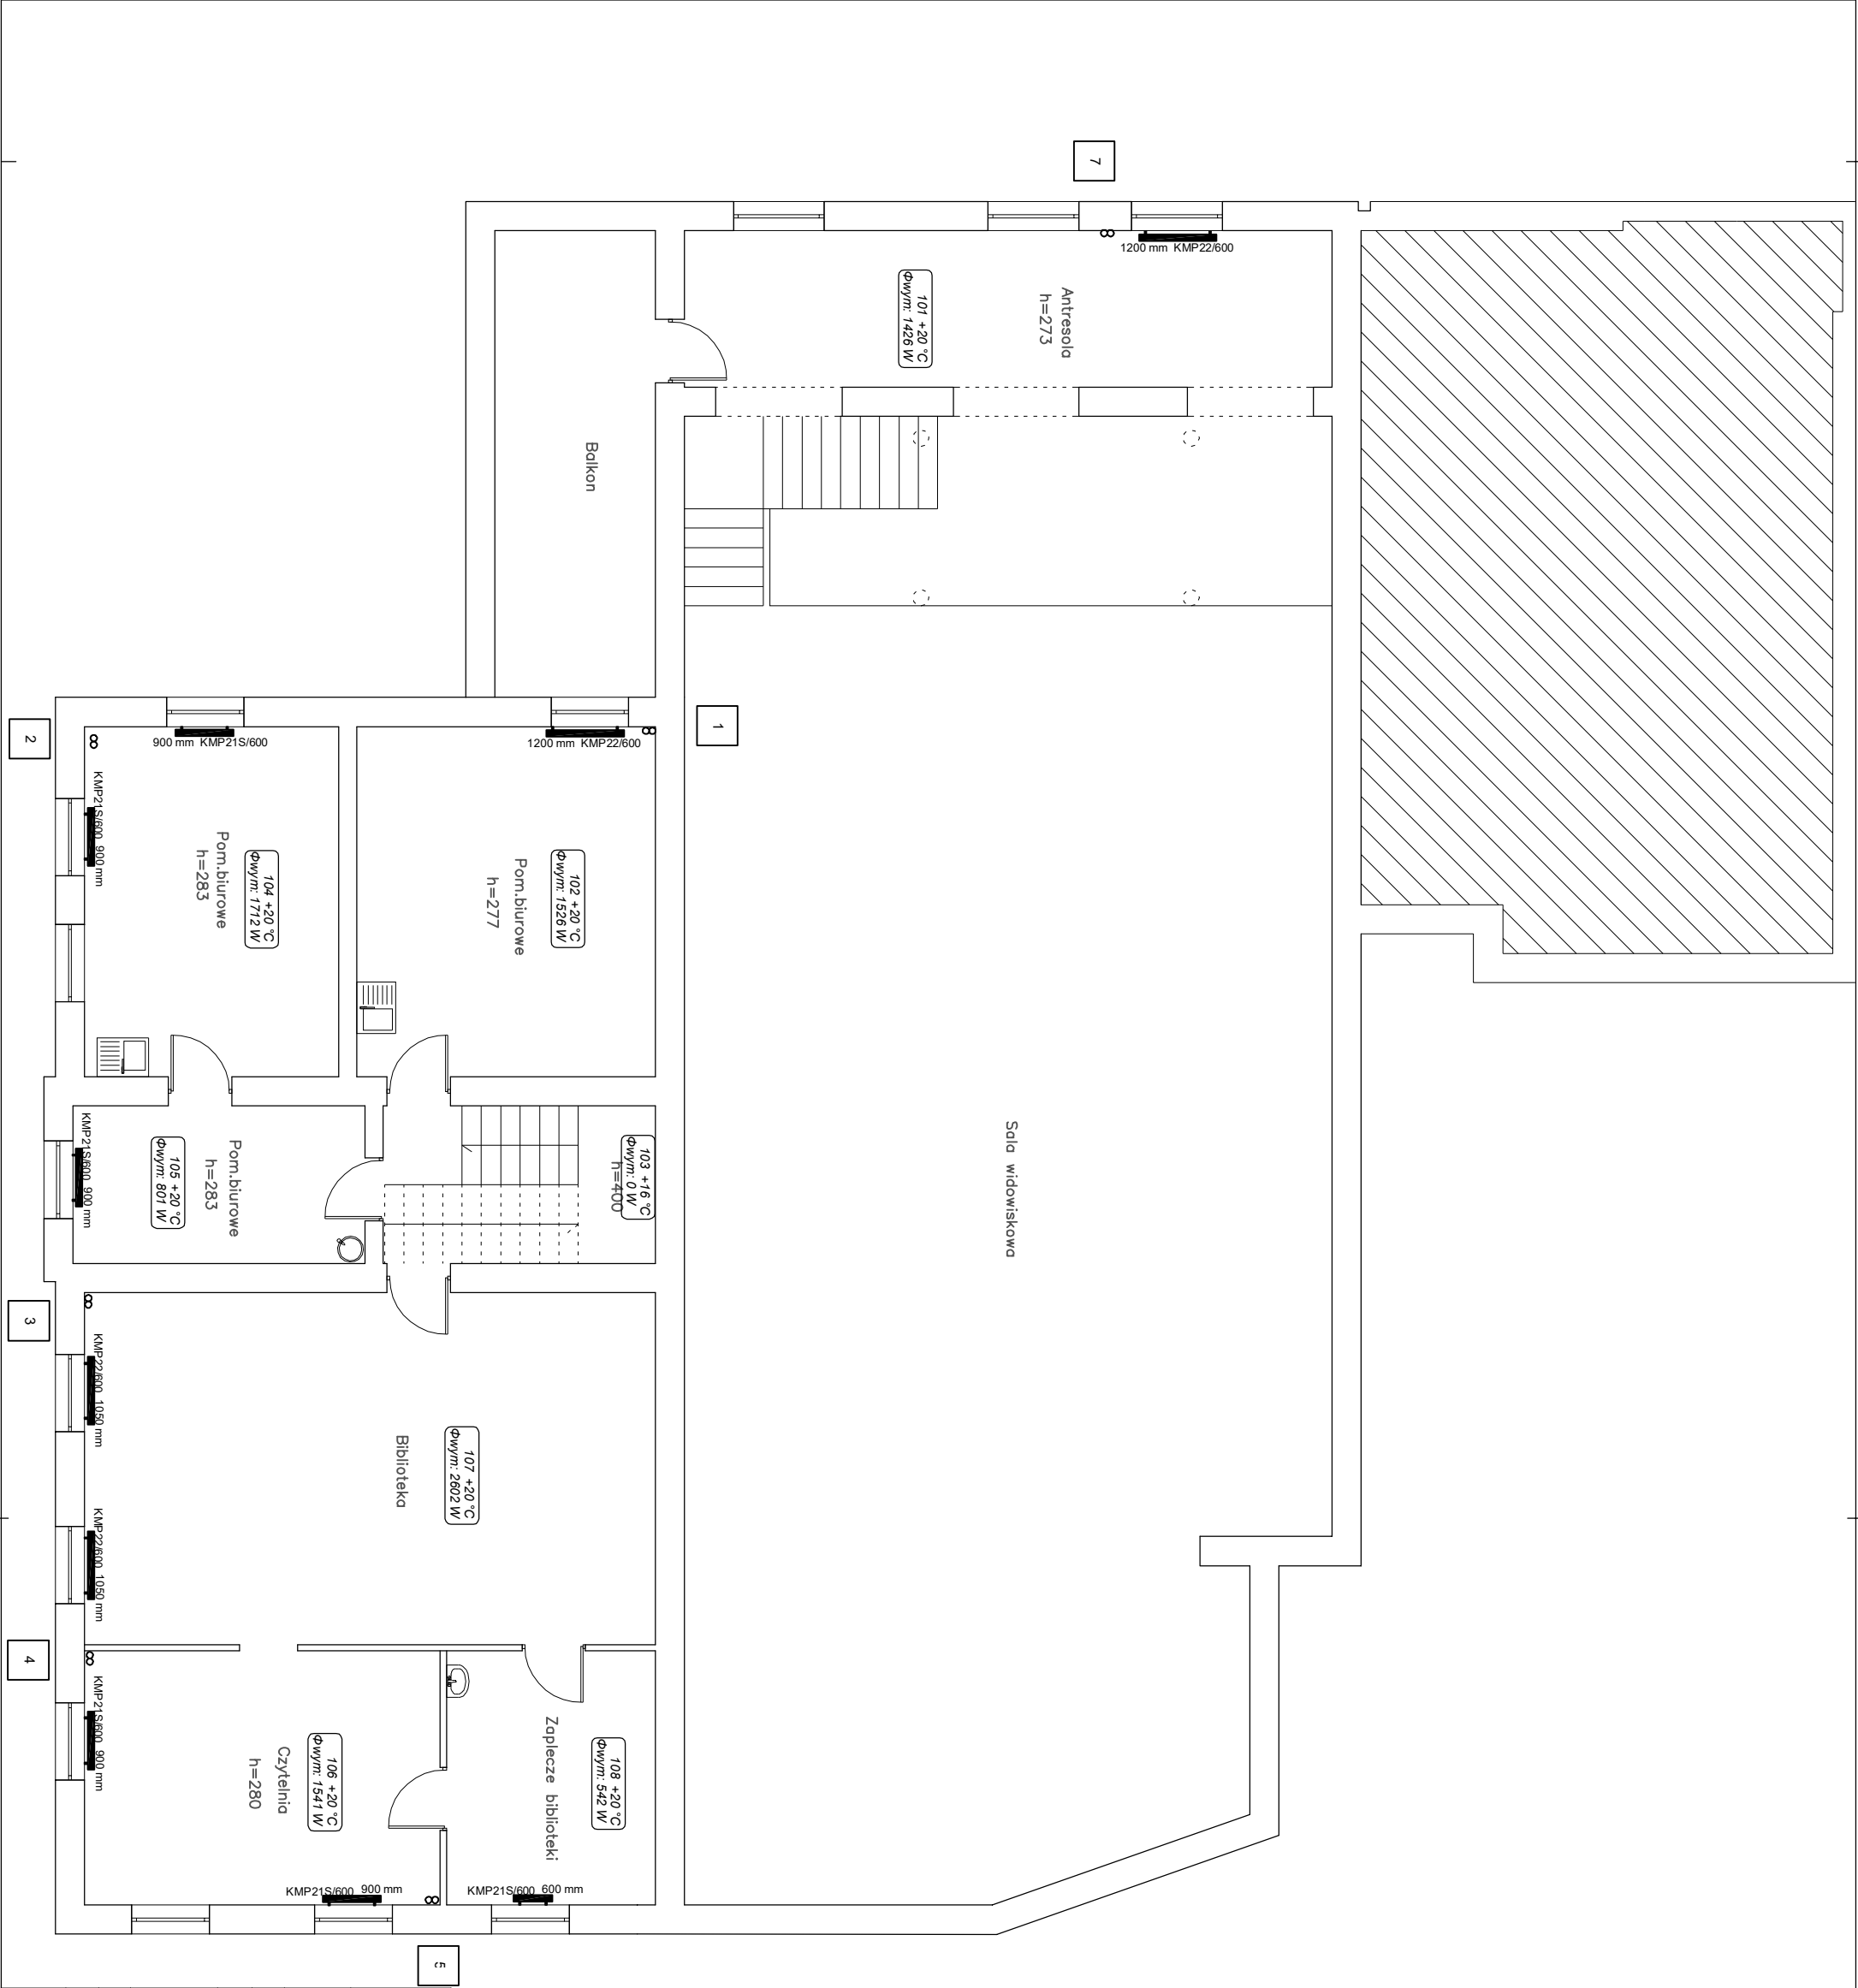 7
1200 mm  KMP22/600
Antresola
h=273
101 +20 °C
Φwym: 1426 W
Balkon
1
2
900 mm  KMP21S/600
1200 mm  KMP22/600
KMP21S/600  900 mm
Pom.biurowe
h=283
104 +20 °C
Φwym: 1712 W
102 +20 °C
Φwym: 1526 W
Pom.biurowe
h=277
KMP21S/600  900 mm
105 +20 °C
Φwym: 801 W
Pom.biurowe
h=283
103 +16 °C
Φwym: 0 W
h=400
Sala widowiskowa
3
KMP22/600  1050 mm
107 +20 °C
Φwym: 2602 W
Biblioteka
KMP22/600  1050 mm
4
KMP21S/600  900 mm
106 +20 °C
Φwym: 1541 W
Czytelnia
h=280
108 +20 °C
Φwym: 542 W
Zaplecze biblioteki
KMP21S/600  900 mm
KMP21S/600  600 mm
5